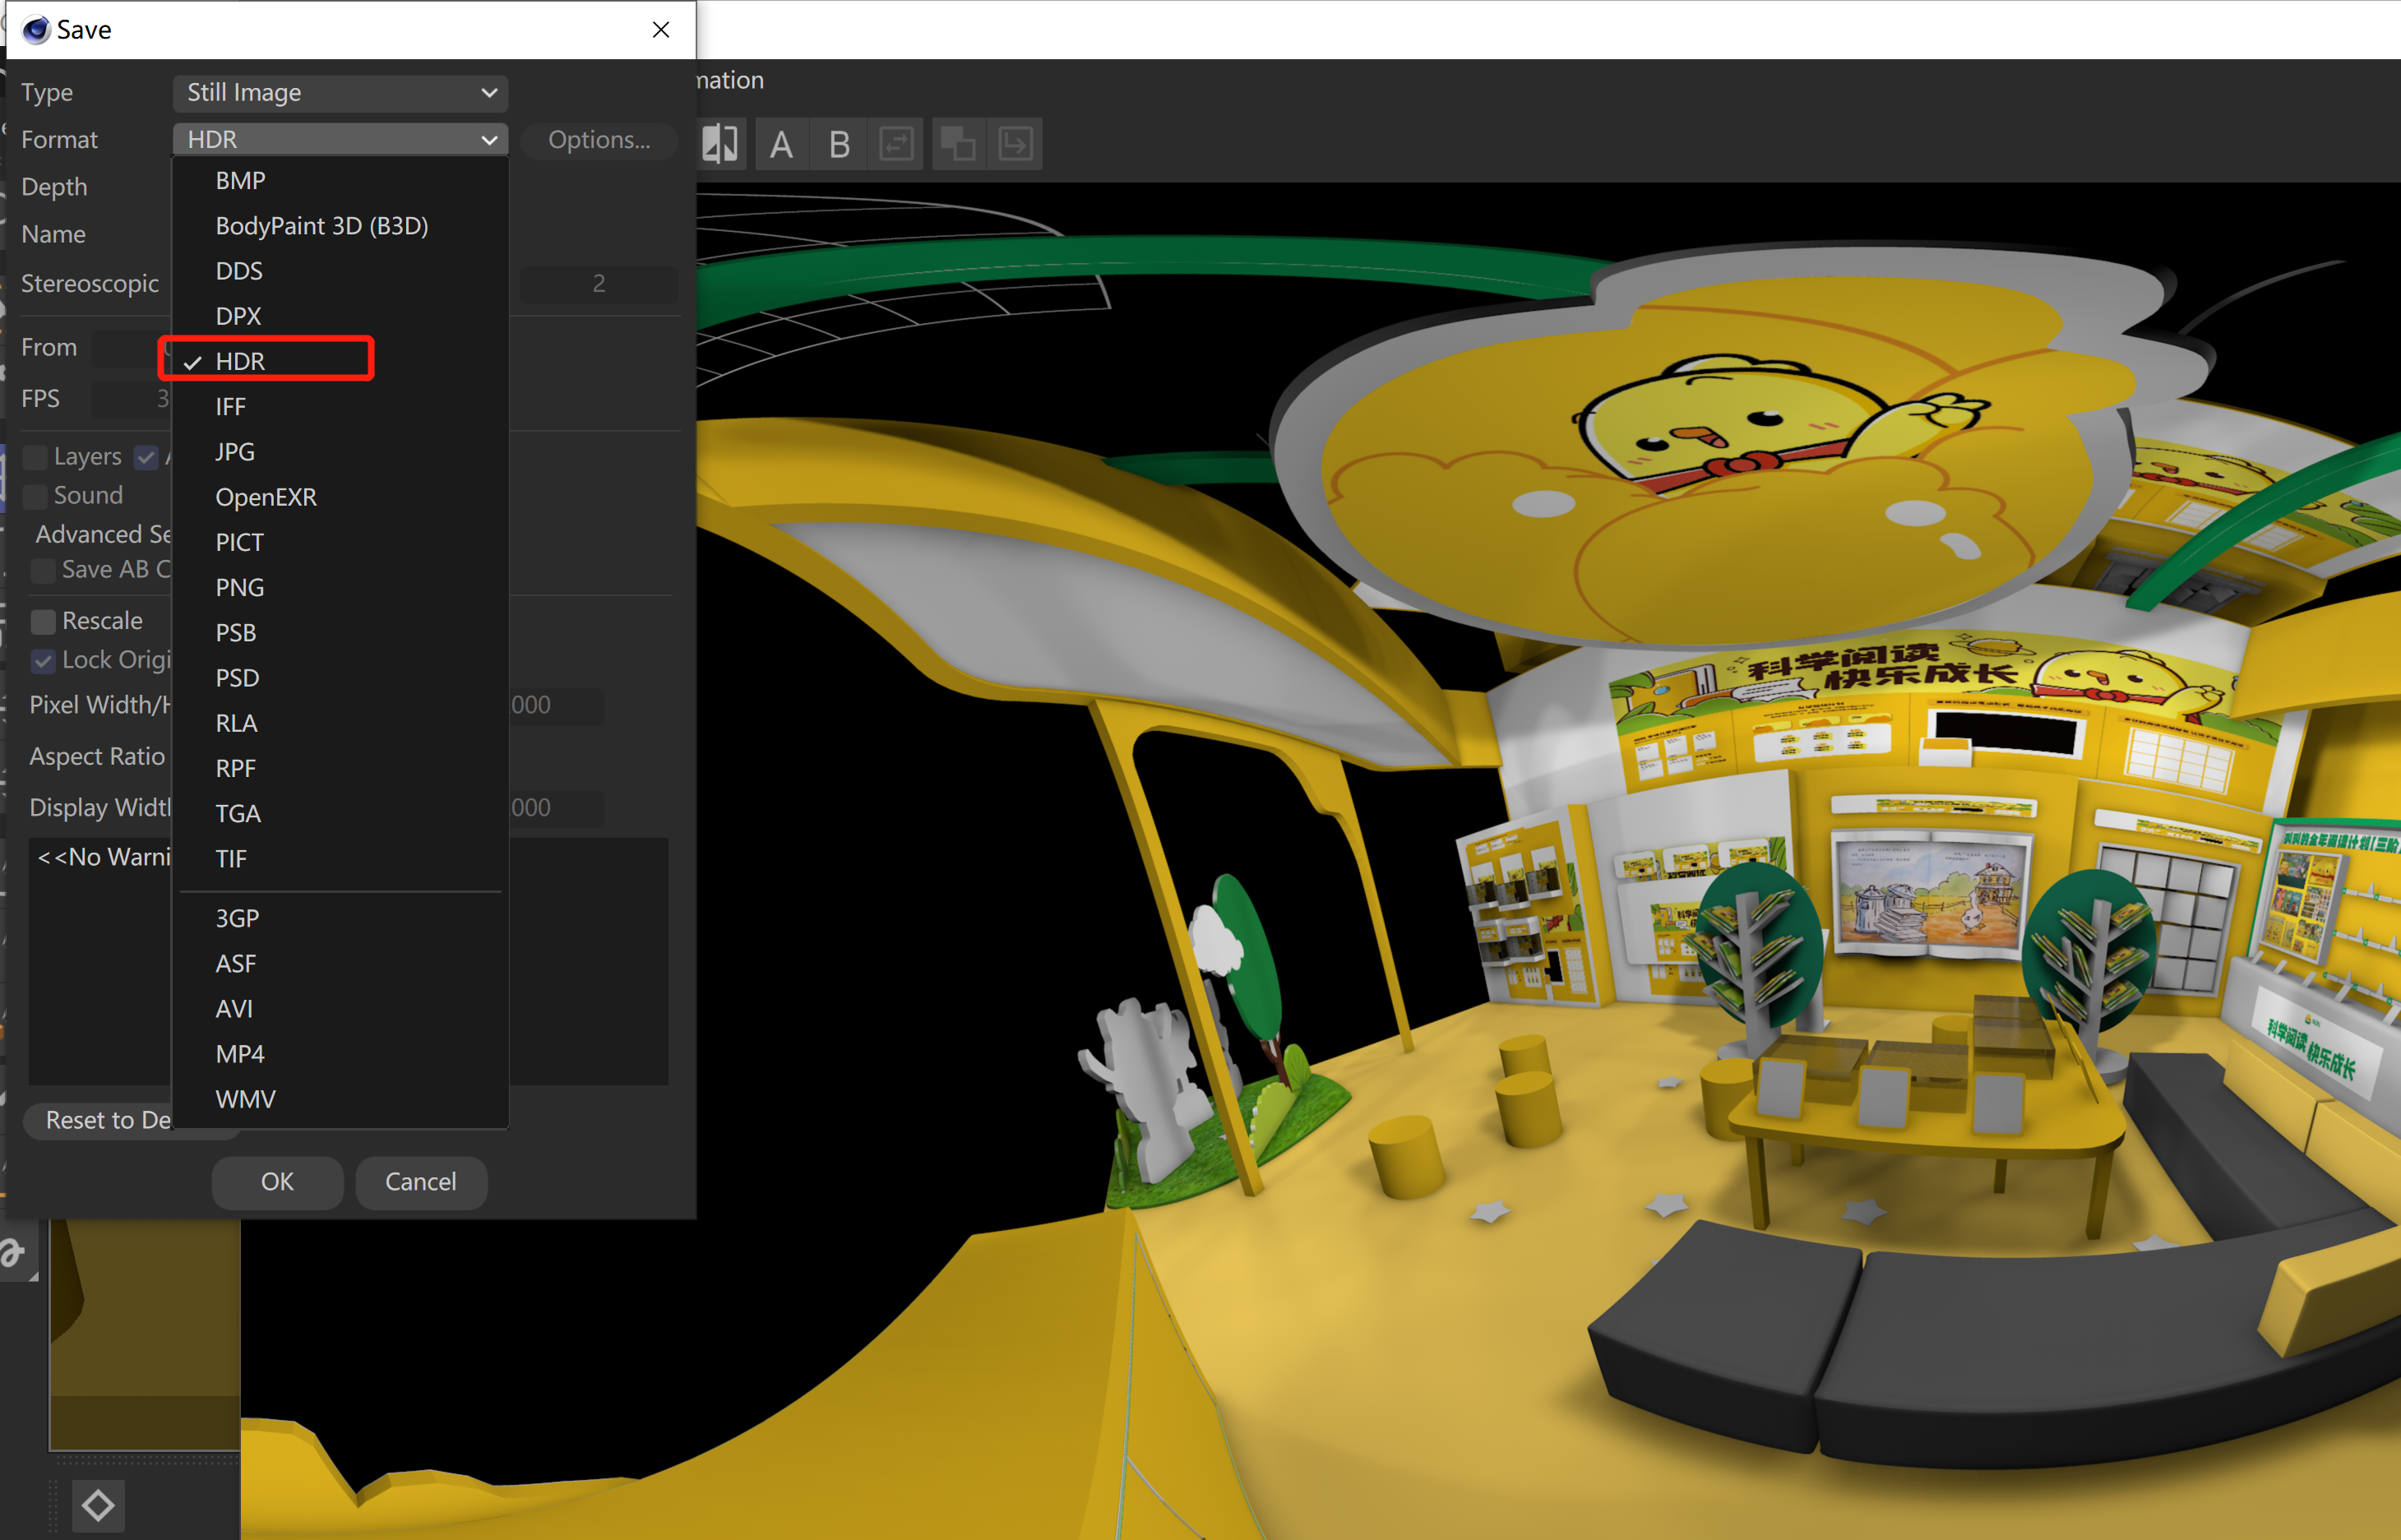 Save
Type
Still Image
mation
Format
HDR
Options...
A
B
Depth
Name
Stereoscopic
2
From
FPS
3
Layers
Sound
Advanced Se
Save AB C
Rescale
Lock Origi
Pixel Width/H
000
Aspect Ratio
Display Widt
000
<<No Warni
Reset to De
OK
Cancel
BMP
BodyPaint 3D (B3D)
DDS
DPX
HDR
IFF
JPG
OpenEXR
PICT
PNG
PSB
PSD
RLA
RPF
TGA
TIF
3GP
ASF
AVI
MP4
WMV
科学阅读
快乐成长
科学阅读 快乐成长